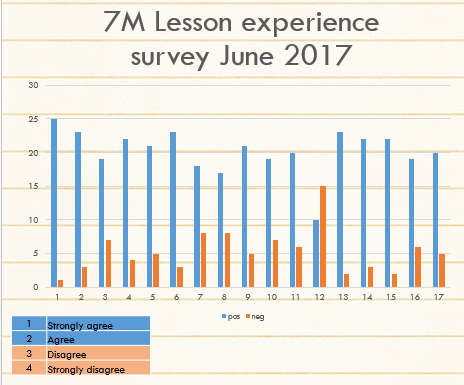 7M Lesson experience
survey June 2017
30
25
20
15
10
5
0
1 2 3 4 5 6 7 8 9 10 11 12 13 14 15 16 17
pos neg
1 Strongly agree
2 Agree
3 Disagree
4 Strongly disagree